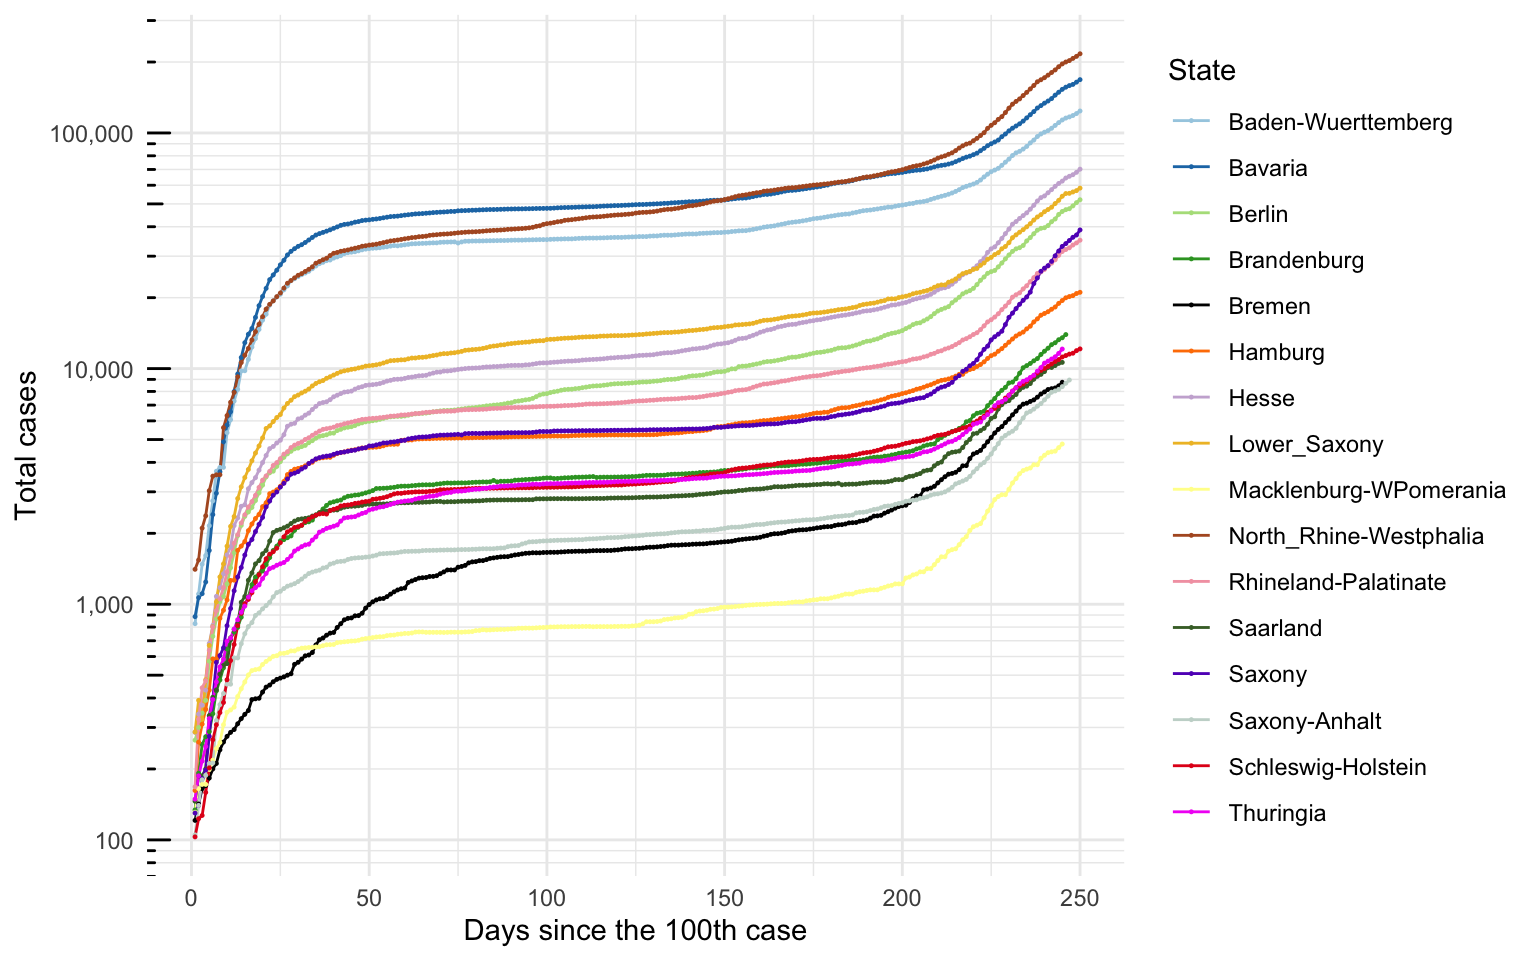 100,000
10,000
1,000
100
Total cases
0 50 100 150 200 250
Days since the 100th case
State
Baden-Wuerttemberg
Bavaria
Berlin
Brandenburg
Bremen
Hamburg
Hesse
Lower_Saxony
Macklenburg-WPomerania
North_Rhine-Westphalia
Rhineland-Palatinate
Saarland
Saxony
Saxony-Anhalt
Schleswig-Holstein
Thuringia